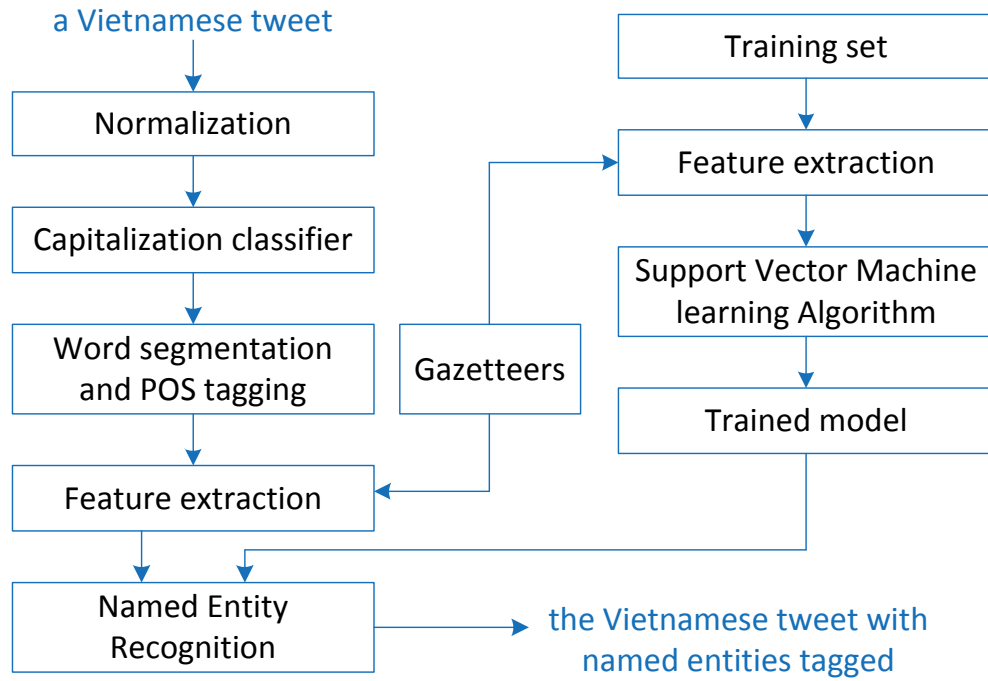 a Vietnamese tweet
Normalization
Capitalization classifier
Word segmentation
and POS tagging
Feature extraction
Named Entity
Recognition
Gazetteers
Training set
Feature extraction
Support Vector Machine
learning Algorithm
Trained model
the Vietnamese tweet with
named entities tagged